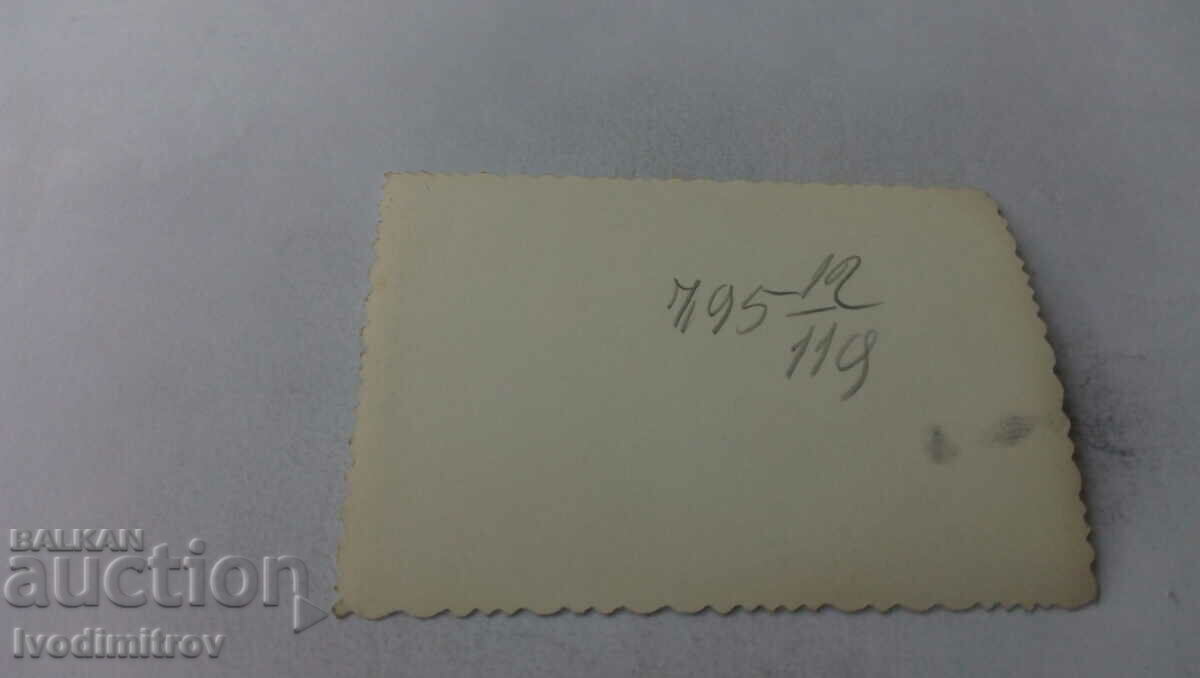 795 12/119
BALKAN
auction
Ivodimitrov